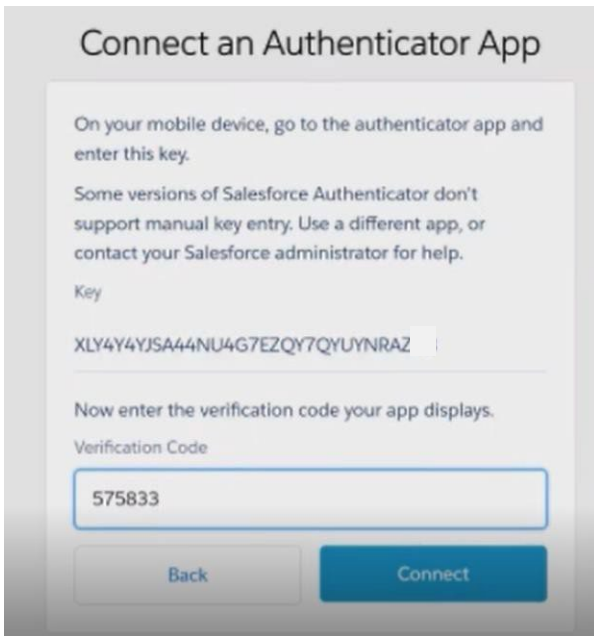 Connect an Authenticator App
On your mobile device, go to the authenticator app and
enter this key.
Some versions of Salesforce Authenticator don't
support manual key entry. Use a different app, or
contact your Salesforce administrator for help.
Key
XLY4Y4YJSA44NU4G7EZQY7QYUYNRAZ
Now enter the verification code your app displays.
Verification Code
575833
Back
Connect